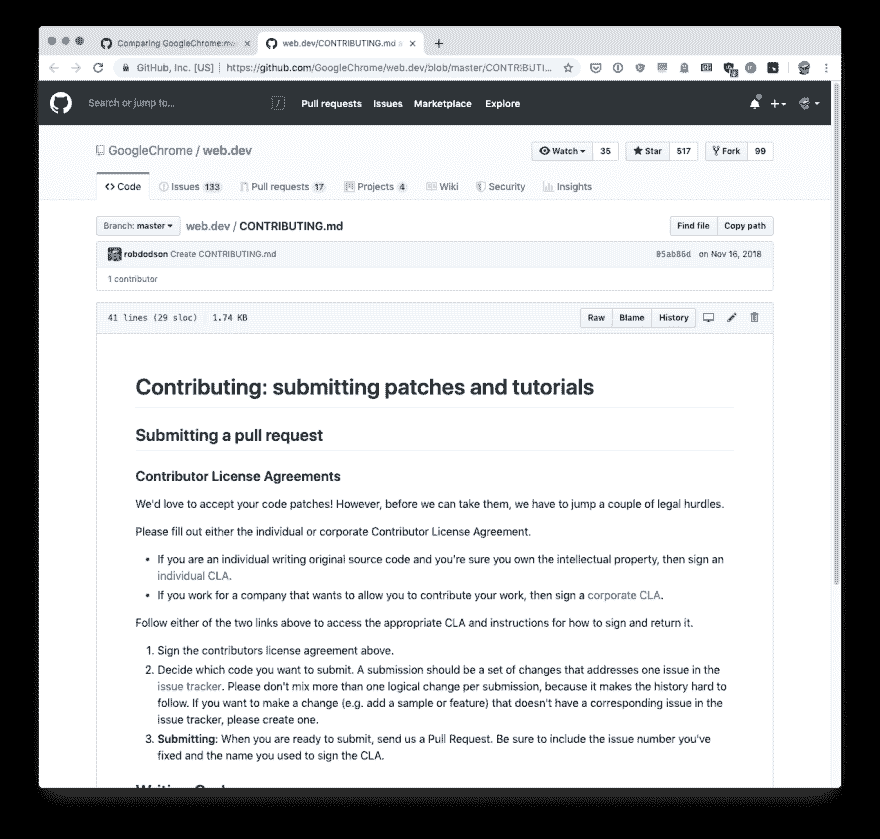 Comparing GoogleChrome:ma
web.dev/CONTRIBUTING.md
GitHub, Inc. [US] https://github.com/GoogleChrome/web.dev/blob/master/CONTRIBUTI...
Search or jump to... / Pull requests Issues Marketplace Explore
GoogleChrome / web.dev Watch 35 Star 517 Fork 99
Code Issues 133 Pull requests 17 Projects 4 Wiki Security Insights
Branch: master web.dev / CONTRIBUTING.md Find file Copy path
robdodson Create CONTRIBUTING.md 05ab86d on Nov 16, 2018
1 contributor
41 lines (29 sloc) 1.74 KB Raw Blame History
Contributing: submitting patches and tutorials
Submitting a pull request
Contributor License Agreements
We'd love to accept your code patches! However, before we can take them, we have to jump a couple of legal hurdles.
Please fill out either the individual or corporate Contributor License Agreement.
• If you are an individual writing original source code and you're sure you own the intellectual property, then sign an
individual CLA.
• If you work for a company that wants to allow you to contribute your work, then sign a corporate CLA.
Follow either of the two links above to access the appropriate CLA and instructions for how to sign and return it.
1. Sign the contributors license agreement above.
2. Decide which code you want to submit. A submission should be a set of changes that addresses one issue in the
issue tracker. Please don't mix more than one logical change per submission, because it makes the history hard to
follow. If you want to make a change (e.g. add a sample or feature) that doesn't have a corresponding issue in the
issue tracker, please create one.
3. Submitting: When you are ready to submit, send us a Pull Request. Be sure to include the issue number you've
fixed and the name you used to sign the CLA.